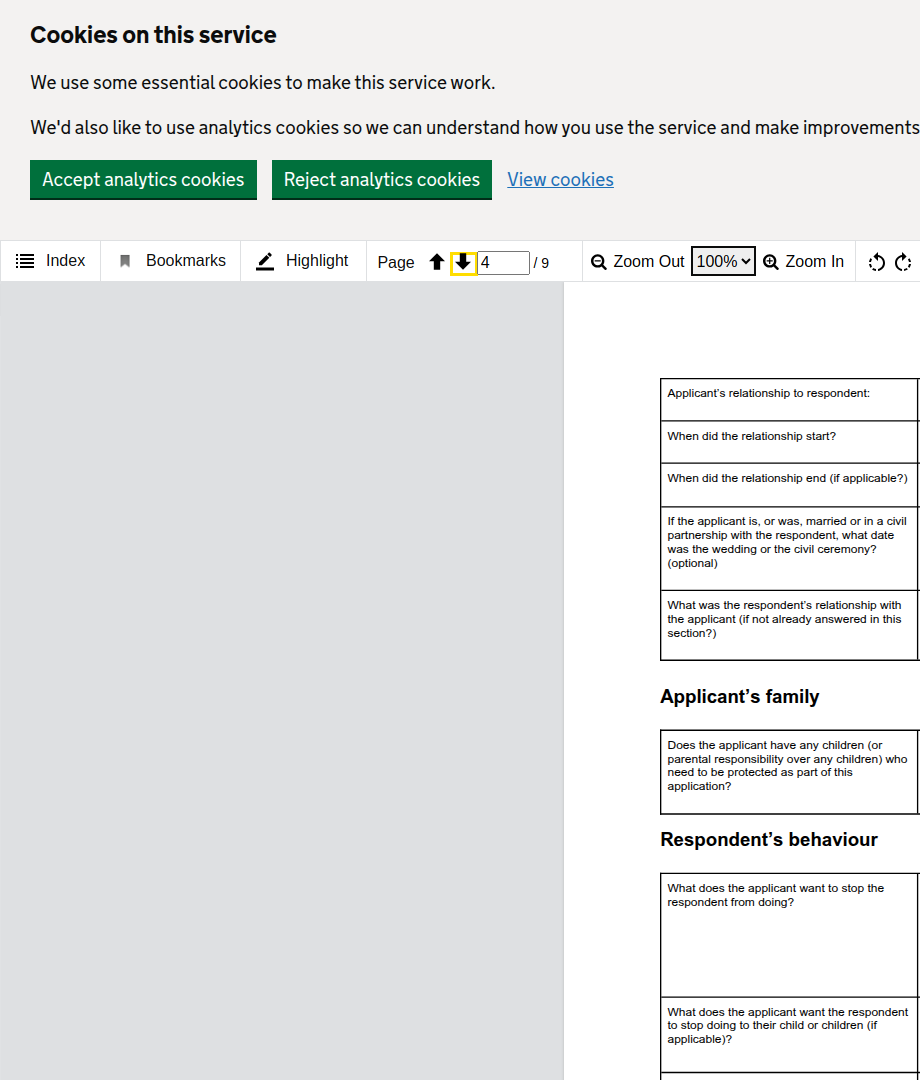 Cookies on this service
We use some essential cookies to make this service work.
We'd also like to use analytics cookies so we can understand how you use the service and make improvements
Accept analytics cookies Reject analytics cookies View cookies
Index Bookmarks Highlight Page 4 / 9 Zoom Out 100% Zoom In
Applicant's relationship to respondent:
When did the relationship start?
When did the relationship end (if applicable?)
If the applicant is, or was, married or in a civil
partnership with the respondent, what date
was the wedding or the civil ceremony?
(optional)
What was the respondent's relationship with
the applicant (if not already answered in this
section?)
Applicant's family
Does the applicant have any children (or
parental responsibility over any children) who
need to be protected as part of this
application?
Respondent's behaviour
What does the applicant want to stop the
respondent from doing?
What does the applicant want the respondent
to stop doing to their child or children (if
applicable)?